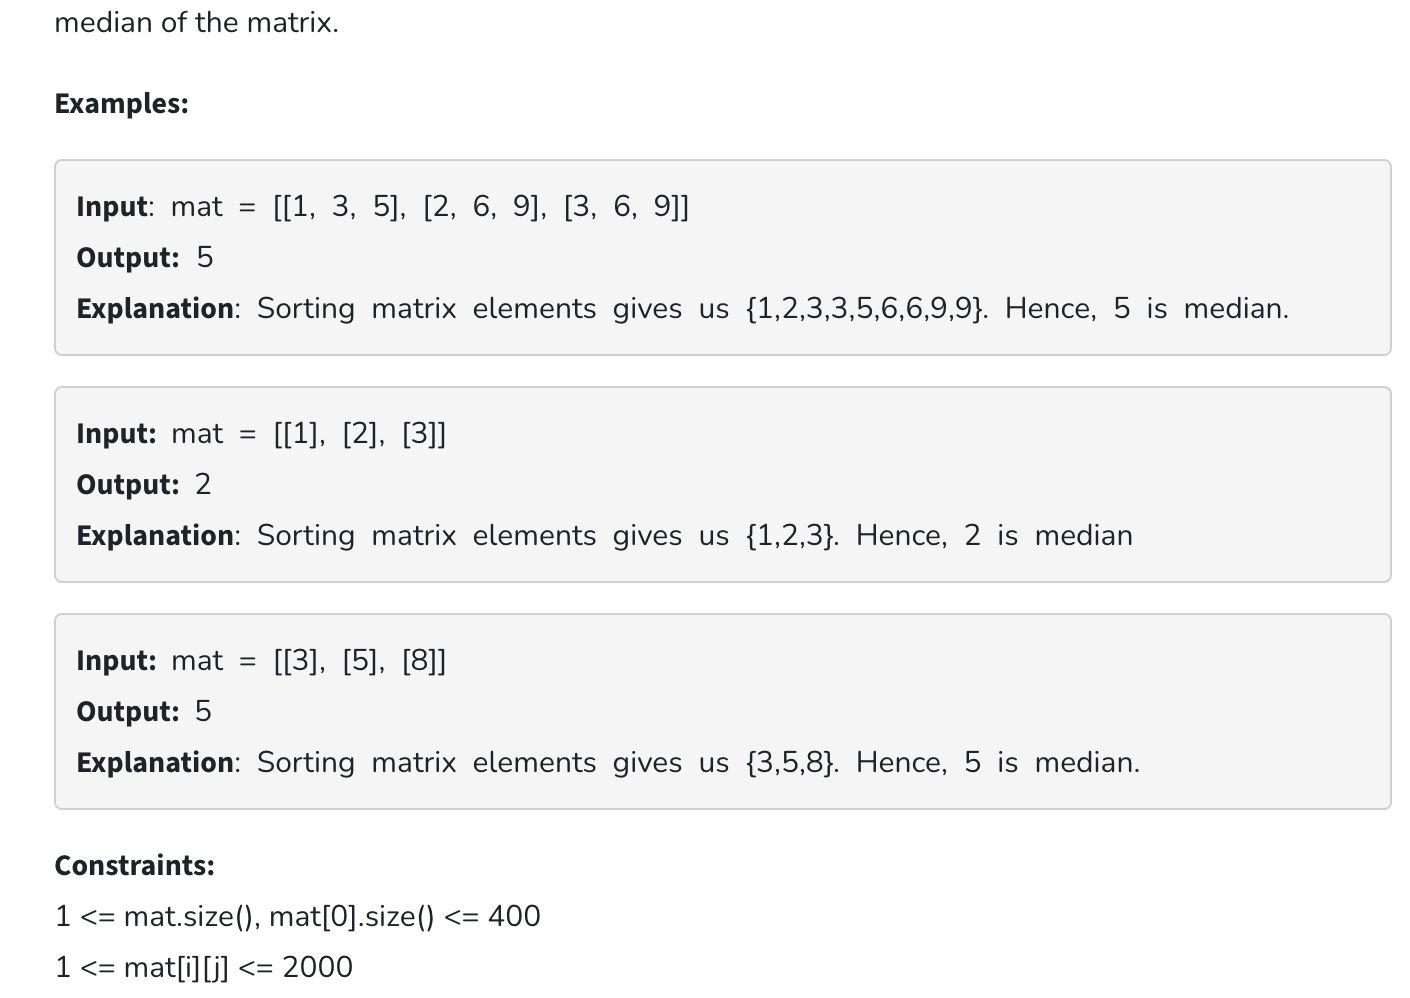 median of the matrix.
Examples:
Input: mat = [[1, 3, 5], [2, 6, 9], [3, 6, 9]]
Output: 5
Explanation: Sorting matrix elements gives us {1,2,3,3,5,6,6,9,9}. Hence, 5 is median.
Input: mat = [[1], [2], [3]]
Output: 2
Explanation: Sorting matrix elements gives us {1,2,3}. Hence, 2 is median
Input: mat = [[3], [5], [8]]
Output: 5
Explanation: Sorting matrix elements gives us {3,5,8}. Hence, 5 is median.
Constraints:
1 <= mat.size(), mat[0].size() <= 400
1 <= mat[i][j] <= 2000